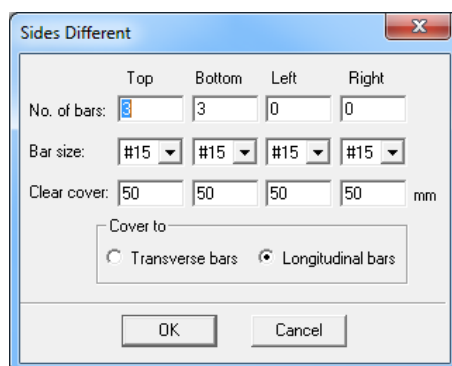 Sides Different
Top Bottom Left Right
No. of bars: 3 3 0 0
Bar size: #15 #15 #15 #15
Clear cover: 50 50 50 50 mm
Cover to
Transverse bars Longitudinal bars
OK Cancel